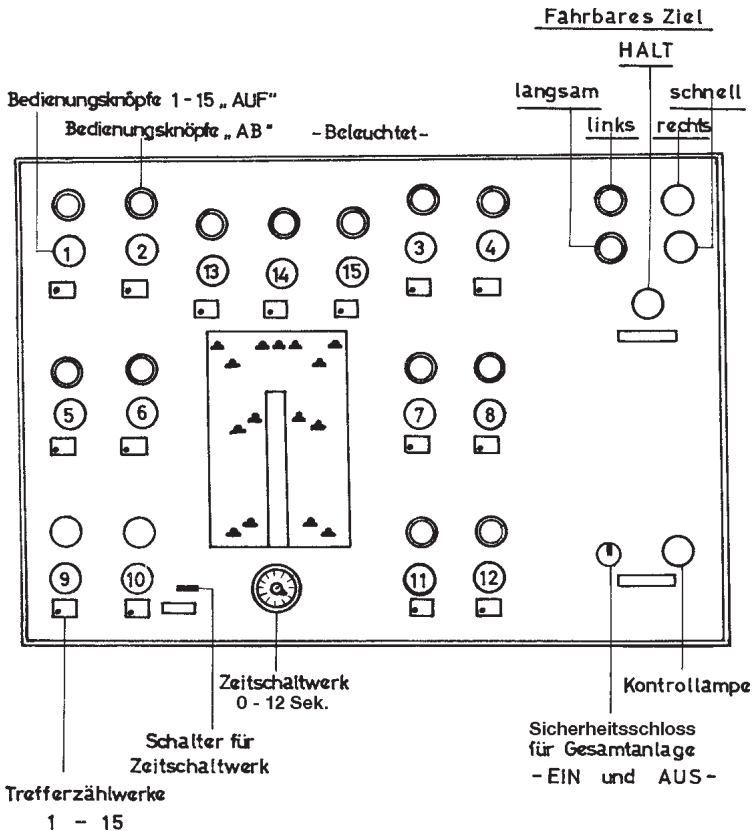 Fahrbares Ziel
HALT
langsam schnell
links rechts
Bedienungsknöpfe 1-15 „AUF“
Bedienungsknöpfe „AB“ -Beleuchtet-
1 2 13 14 15 3 4
5 6 7 8
9 10 11 12
Zeitschaltwerk
0 - 12 Sek.
Kontrollampe
Schalter für
Zeitschaltwerk
Sicherheitsschloss
für Gesamtanlage
-EIN und AUS-
Trefferzählwerke
1 - 15